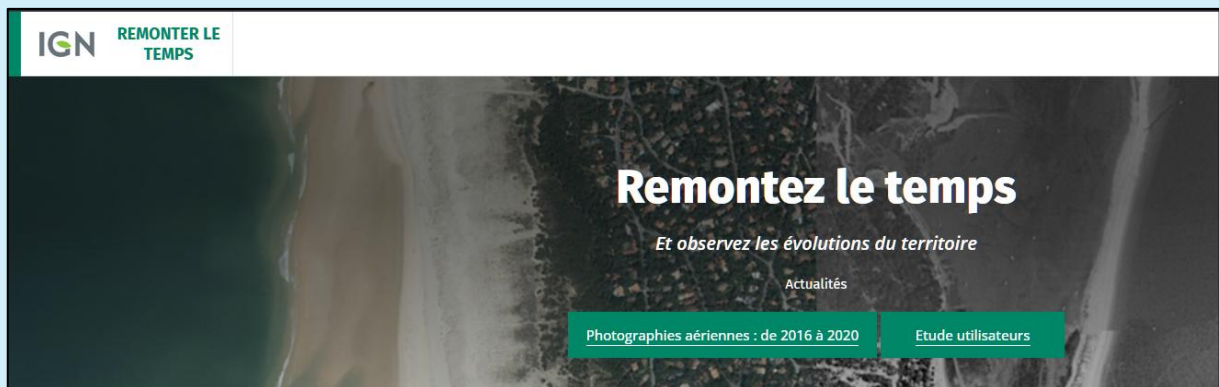 IGN
REMONTER LE
TEMPS
Remontez le temps
Et observez les évolutions du territoire
Actualités
Photographies aériennes : de 2016 à 2020
Etude utilisateurs